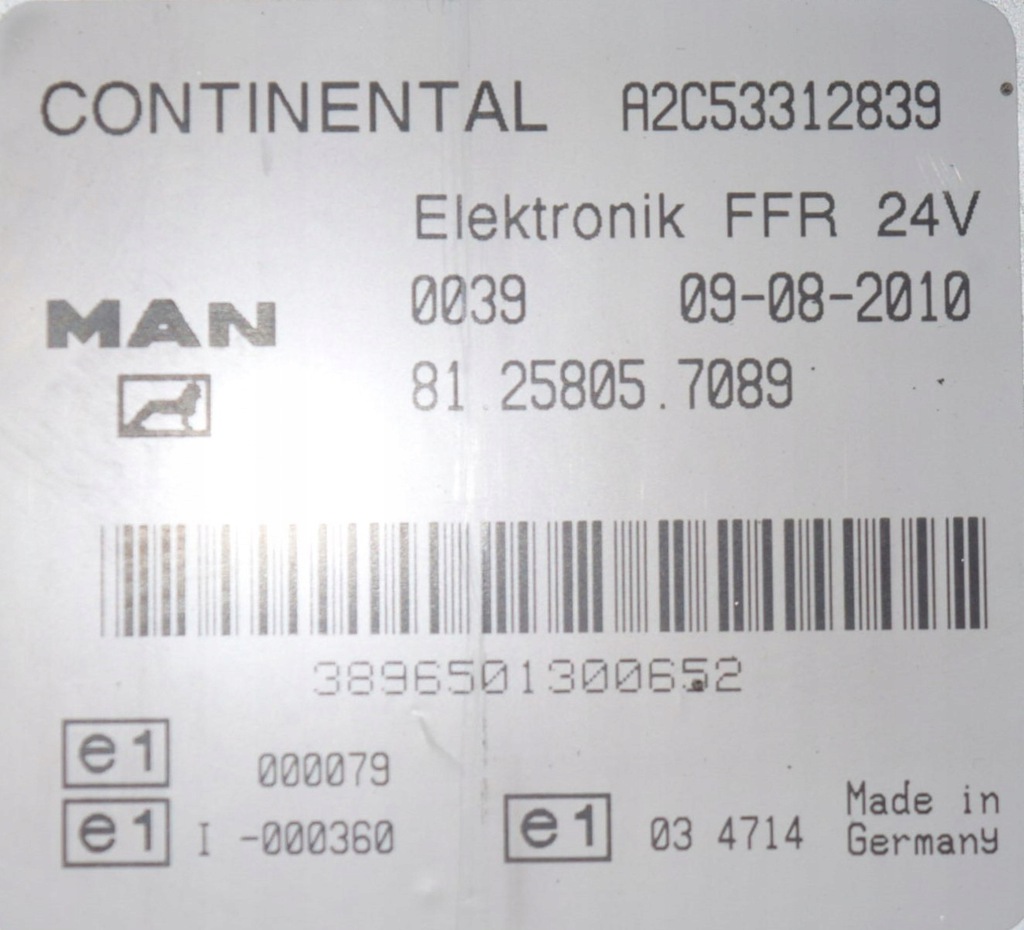 CONTINENTAL A2C53312839
Elektronik FFR 24V
0039 09-08-2010
MAN
81.25805.7089
3896501300652
e1 000079
e1 I -000360
e1 03 4714
Made in
Germany